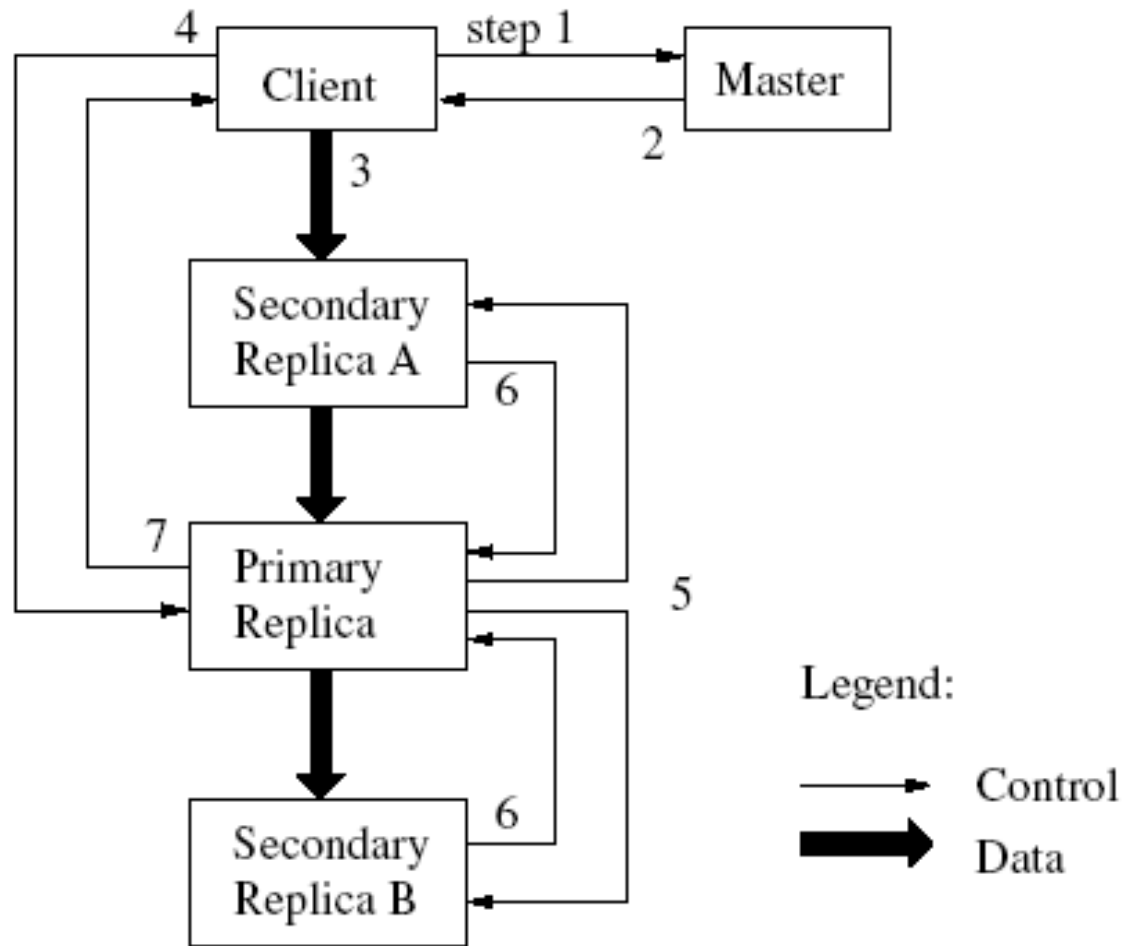 4
step 1
Client
Master
2
3
Secondary
Replica A
6
7
Primary
Replica
5
Legend:
Control
6
Secondary
Replica B
Data